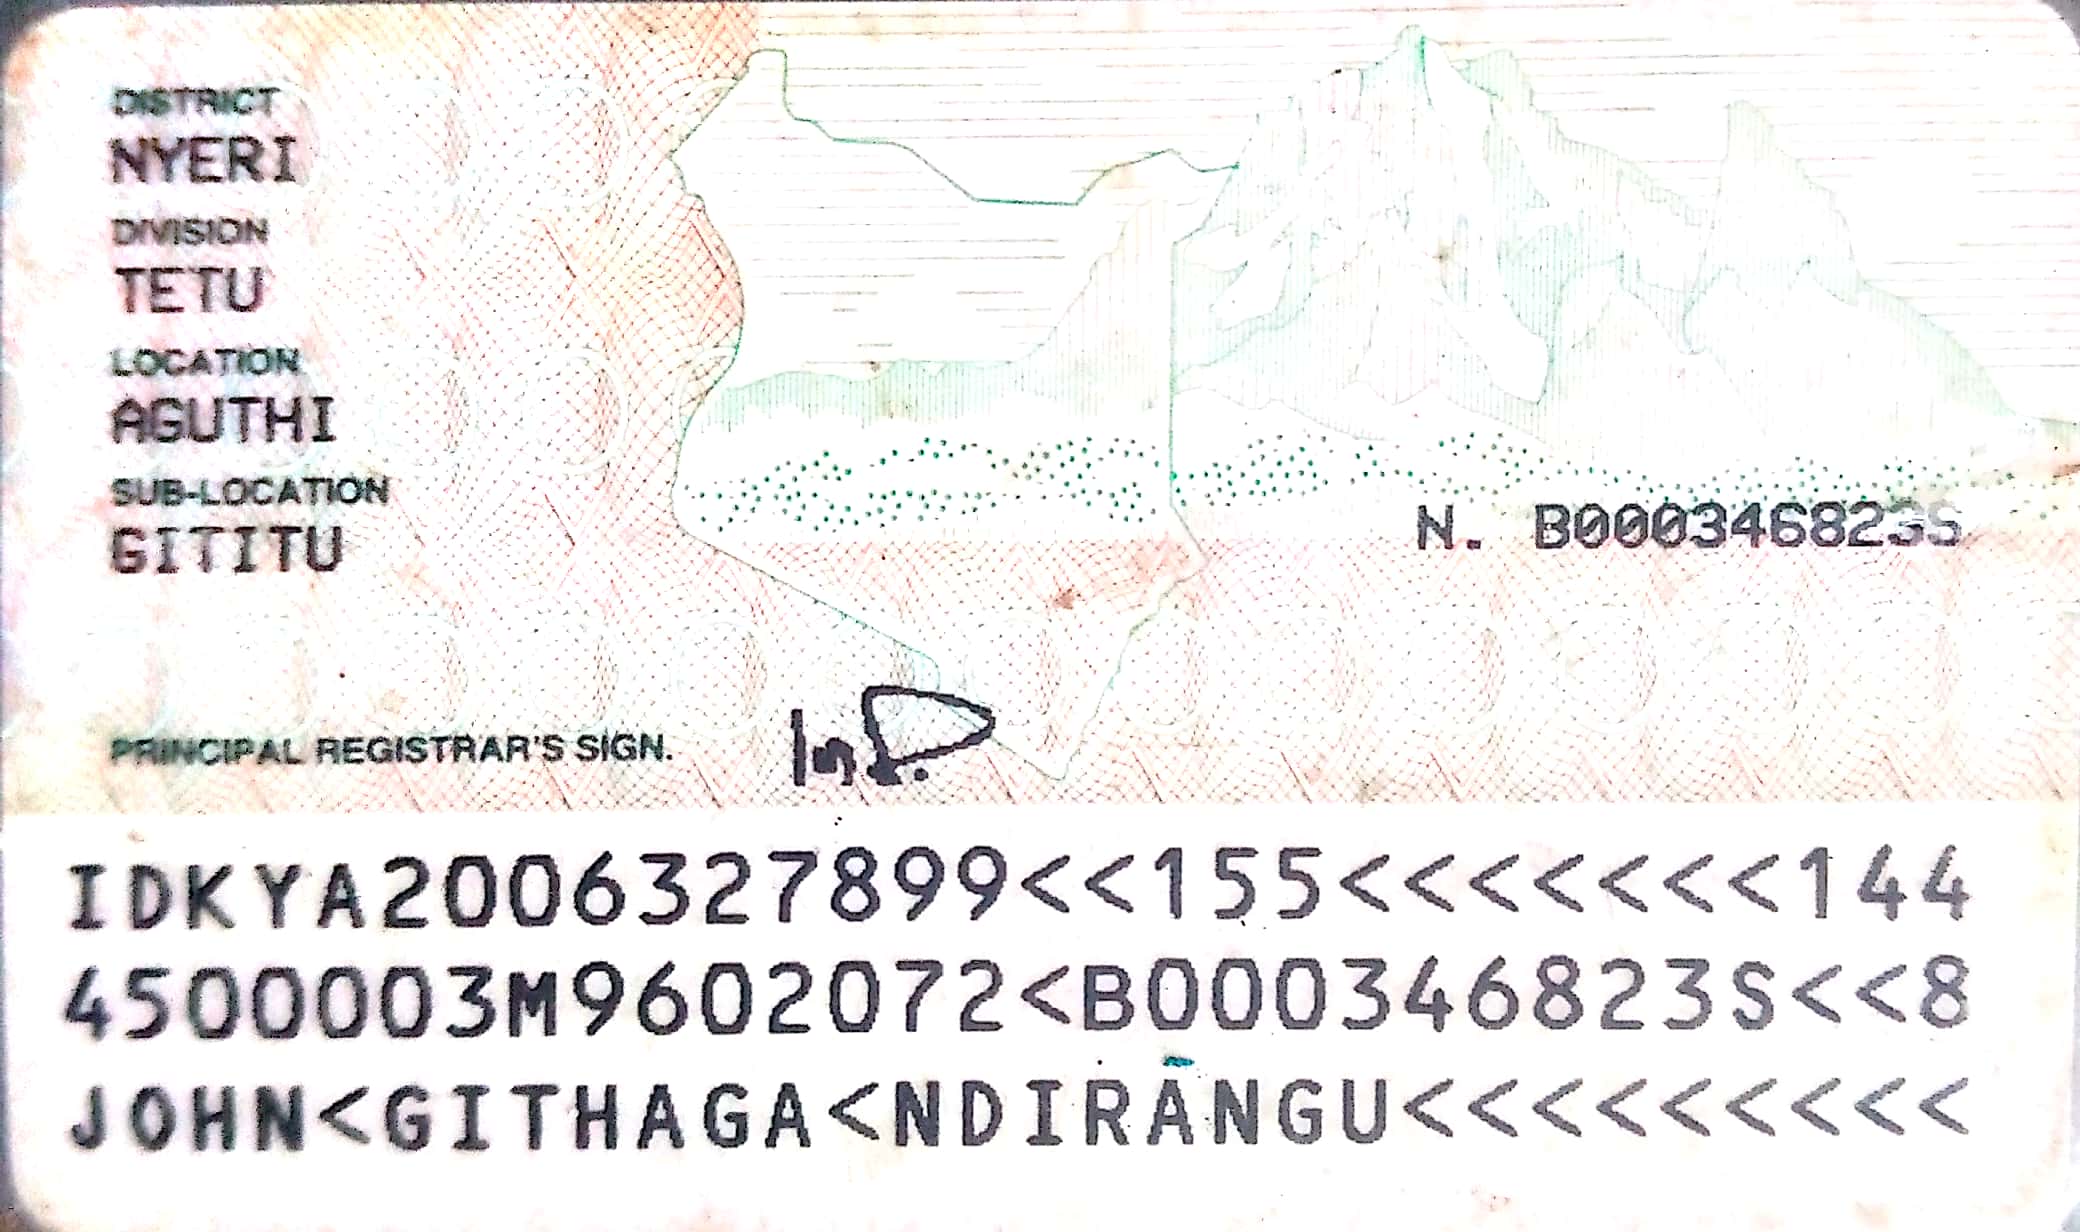 DISTRICT
NYERI
DIVISION
TETU
LOCATION
AGUTHI
SUB-LOCATION
GITITU
N. B000346823S
PRINCIPAL REGISTRAR'S SIGN.
IDKYA2006327899<<155<<<<<<<144
4500003M9602072<B000346823S<<8
JOHN<GITHAGA<NDIRANGU<<<<<<<<<